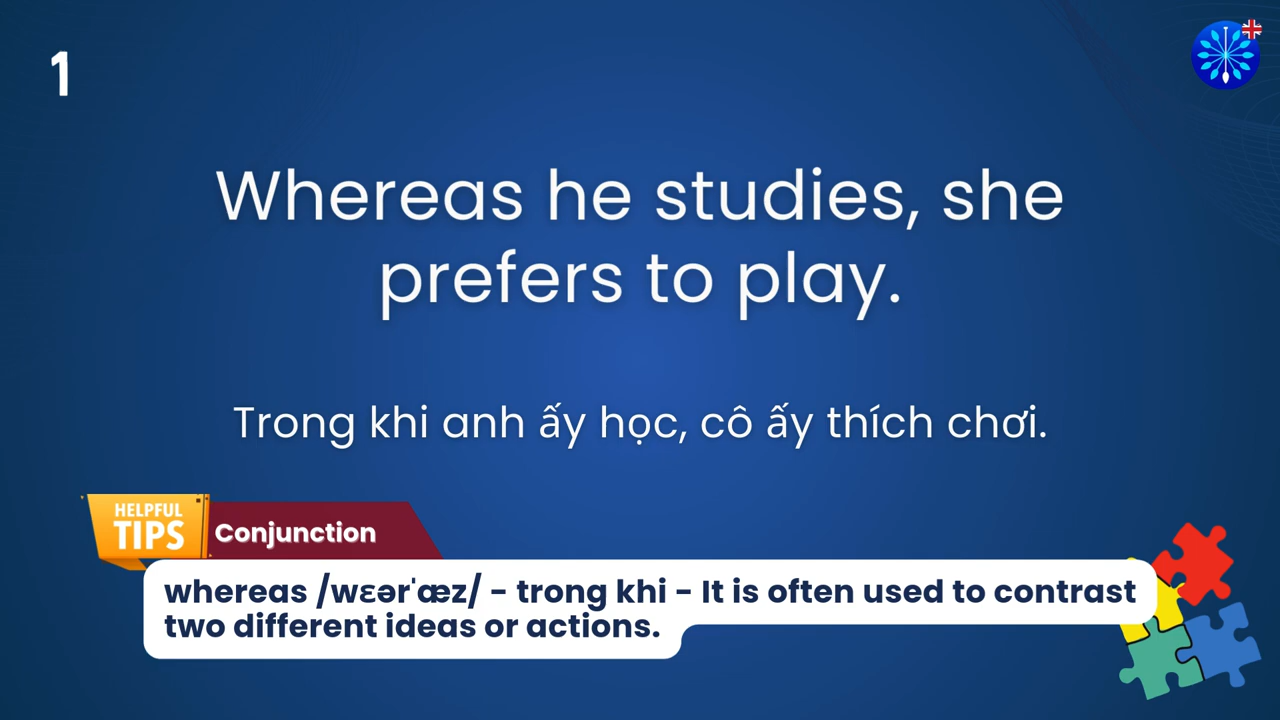 1
Whereas he studies, she
prefers to play.
Trong khi anh ấy học, cô ấy thích chơi.
HELPFUL
TIPS
Conjunction
whereas /wɛərˈæz/ - trong khi - It is often used to contrast
two different ideas or actions.